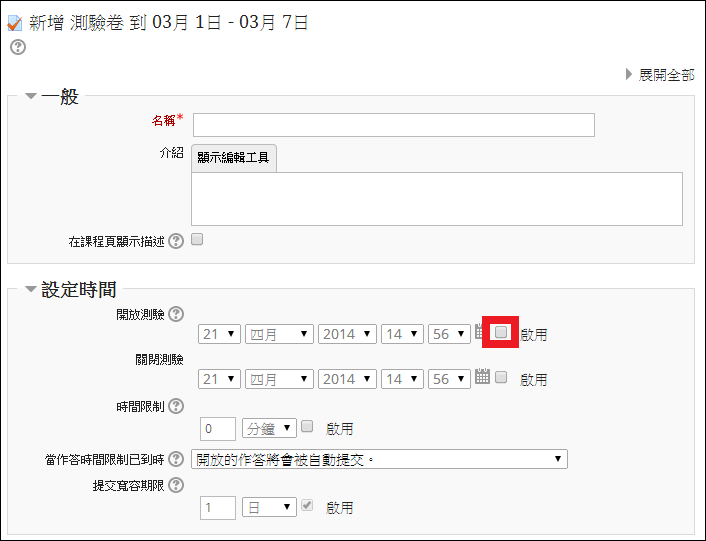 新增 測驗卷 到 03月 1日 - 03月 7日
展開全部
一般
名稱*
介紹 顯示編輯工具
在課程頁顯示描述
設定時間
開放測驗
21 四月 2014 14 56 啟用
關閉測驗
21 四月 2014 14 56 啟用
時間限制
0 分鐘 啟用
當作答時間限制已到時 開放的作答將會被自動提交。
提交寬容期限
1 日 啟用